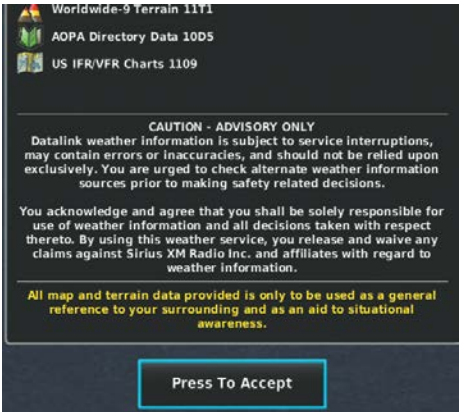 Worldwide-9 Terrain 11T1
AOPA Directory Data 10D5
US IFR/VFR Charts 1109
CAUTION - ADVISORY ONLY
Datalink weather information is subject to service interruptions,
may contain errors or inaccuracies, and should not be relied upon
exclusively. You are urged to check alternate weather information
sources prior to making safety related decisions.
You acknowledge and agree that you shall be solely responsible for
use of weather information and all decisions taken with respect
thereto. By using this weather service, you release and waive any
claims against Sirius XM Radio Inc. and affiliates with regard to
weather information.
All map and terrain data provided is only to be used as a general
reference to your surrounding and as an aid to situational
awareness.
Press To Accept